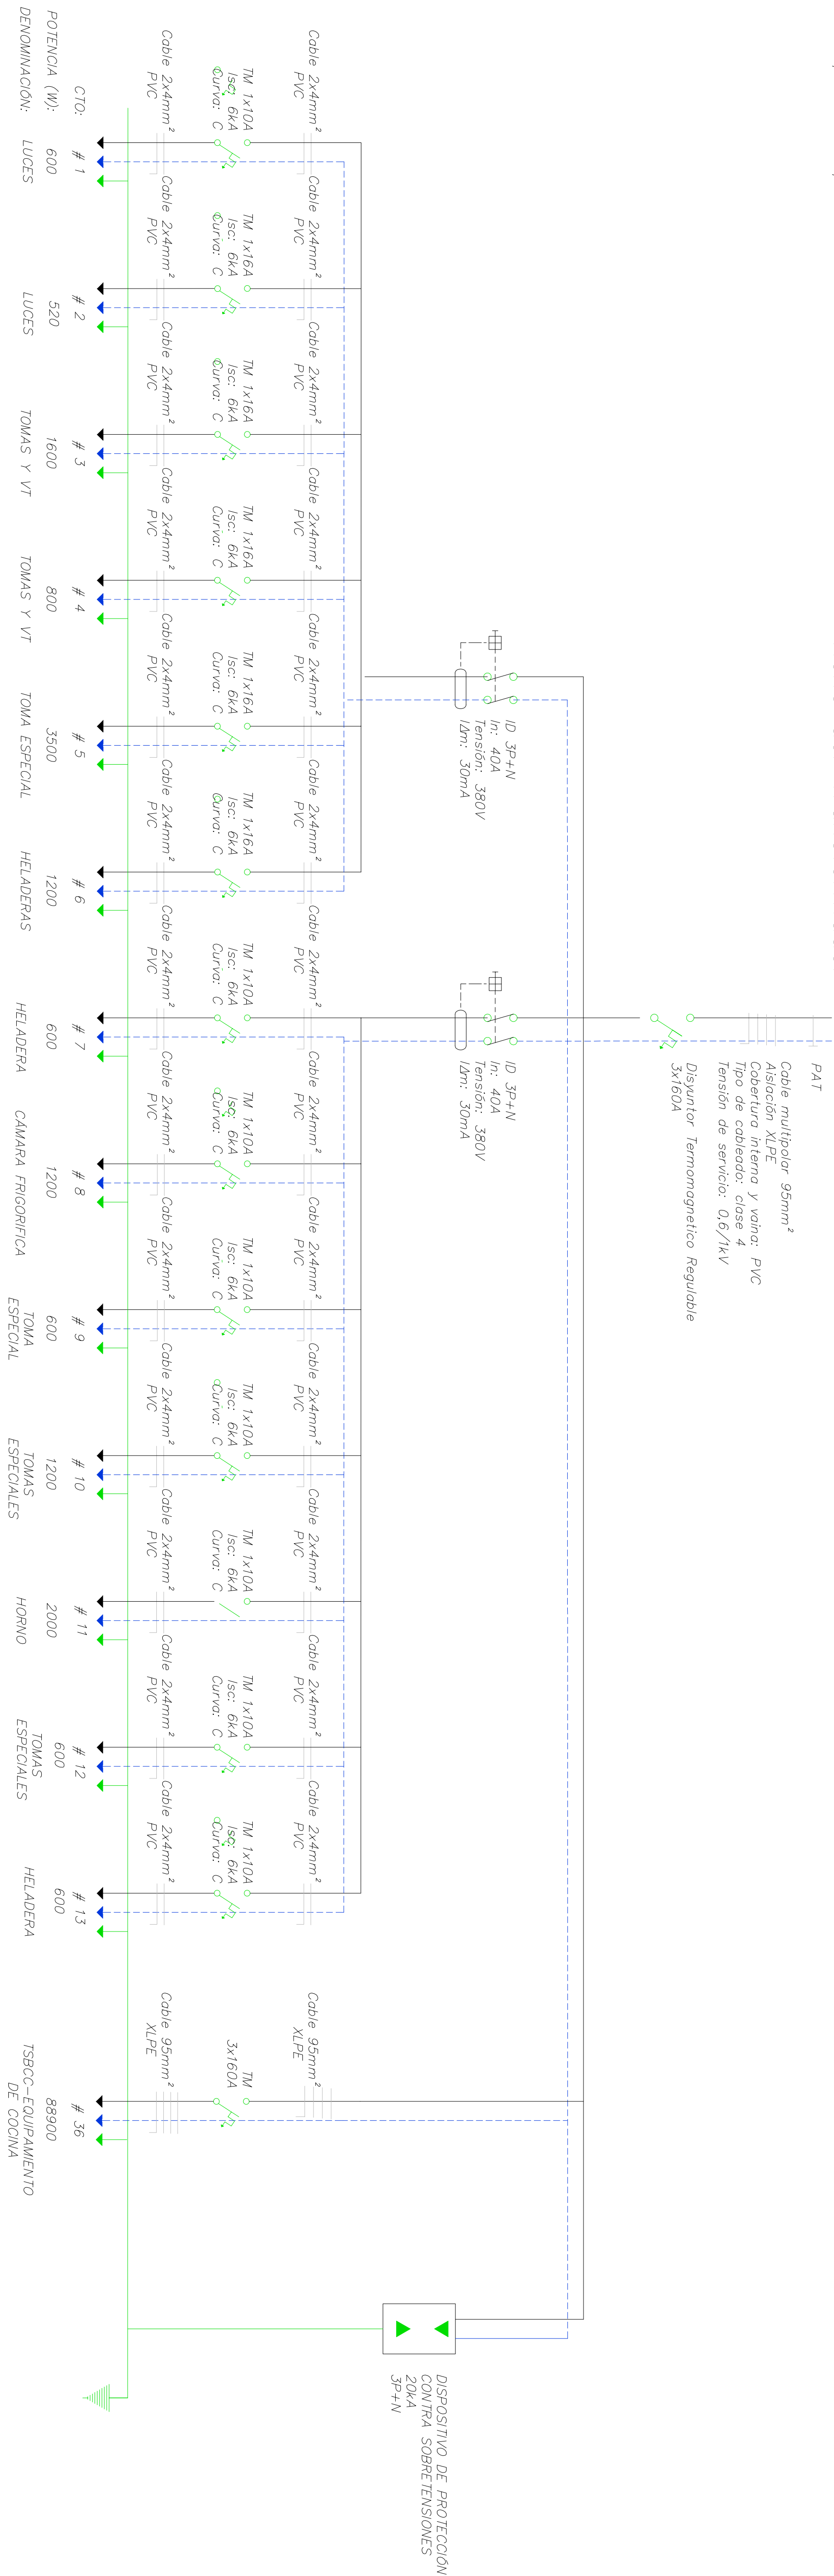 PAT
Cable multipolar 95mm²
Aislación XLPE
Cobertura interna y vaina: PVC
Tipo de cableado: clase 4
Tensión de servicio: 0,6/1kV
Disyuntor Termomagnetico Regulable
3x160A
ID 3P+N
In: 40A
Tensión: 380V
IΔm: 30mA
ID 3P+N
In: 40A
Tensión: 380V
IΔm: 30mA
DISPOSITIVO DE PROTECCIÓN
CONTRA SOBRETENSIONES
20kA
3P+N
Cable 2x4mm²
PVC
TM 1x10A
Isc: 6kA
Curva: C
Cable 2x4mm²
PVC
Cable 2x4mm²
PVC
TM 1x16A
Isc: 6kA
Curva: C
Cable 2x4mm²
PVC
Cable 2x4mm²
PVC
TM 1x16A
Isc: 6kA
Curva: C
Cable 2x4mm²
PVC
Cable 2x4mm²
PVC
TM 1x16A
Isc: 6kA
Curva: C
Cable 2x4mm²
PVC
Cable 2x4mm²
PVC
TM 1x16A
Isc: 6kA
Curva: C
Cable 2x4mm²
PVC
Cable 2x4mm²
PVC
TM 1x16A
Isc: 6kA
Curva: C
Cable 2x4mm²
PVC
Cable 2x4mm²
PVC
TM 1x10A
Isc: 6kA
Curva: C
Cable 2x4mm²
PVC
Cable 2x4mm²
PVC
TM 1x10A
Isc: 6kA
Curva: C
Cable 2x4mm²
PVC
Cable 2x4mm²
PVC
TM 1x10A
Isc: 6kA
Curva: C
Cable 2x4mm²
PVC
Cable 2x4mm²
PVC
TM 1x10A
Isc: 6kA
Curva: C
Cable 2x4mm²
PVC
Cable 2x4mm²
PVC
TM 1x10A
Isc: 6kA
Curva: C
Cable 2x4mm²
PVC
Cable 2x4mm²
PVC
TM 1x10A
Isc: 6kA
Curva: C
Cable 2x4mm²
PVC
Cable 2x4mm²
PVC
TM 1x10A
Isc: 6kA
Curva: C
Cable 2x4mm²
PVC
Cable 95mm²
XLPE
TM
3x160A
Cable 95mm²
XLPE
CTO:
POTENCIA (W):
DENOMINACIÓN:
# 1
600
LUCES
# 2
520
LUCES
# 3
1600
TOMAS Y VT
# 4
800
TOMAS Y VT
# 5
3500
TOMA ESPECIAL
# 6
1200
HELADERAS
# 7
600
HELADERA
# 8
1200
CÁMARA FRIGORIFICA
# 9
600
TOMA
ESPECIAL
# 10
1200
TOMAS
ESPECIALES
# 11
2000
HORNO
# 12
600
TOMAS
ESPECIALES
# 13
600
HELADERA
# 36
88900
TSBCC-EQUIPAMIENTO
DE COCINA